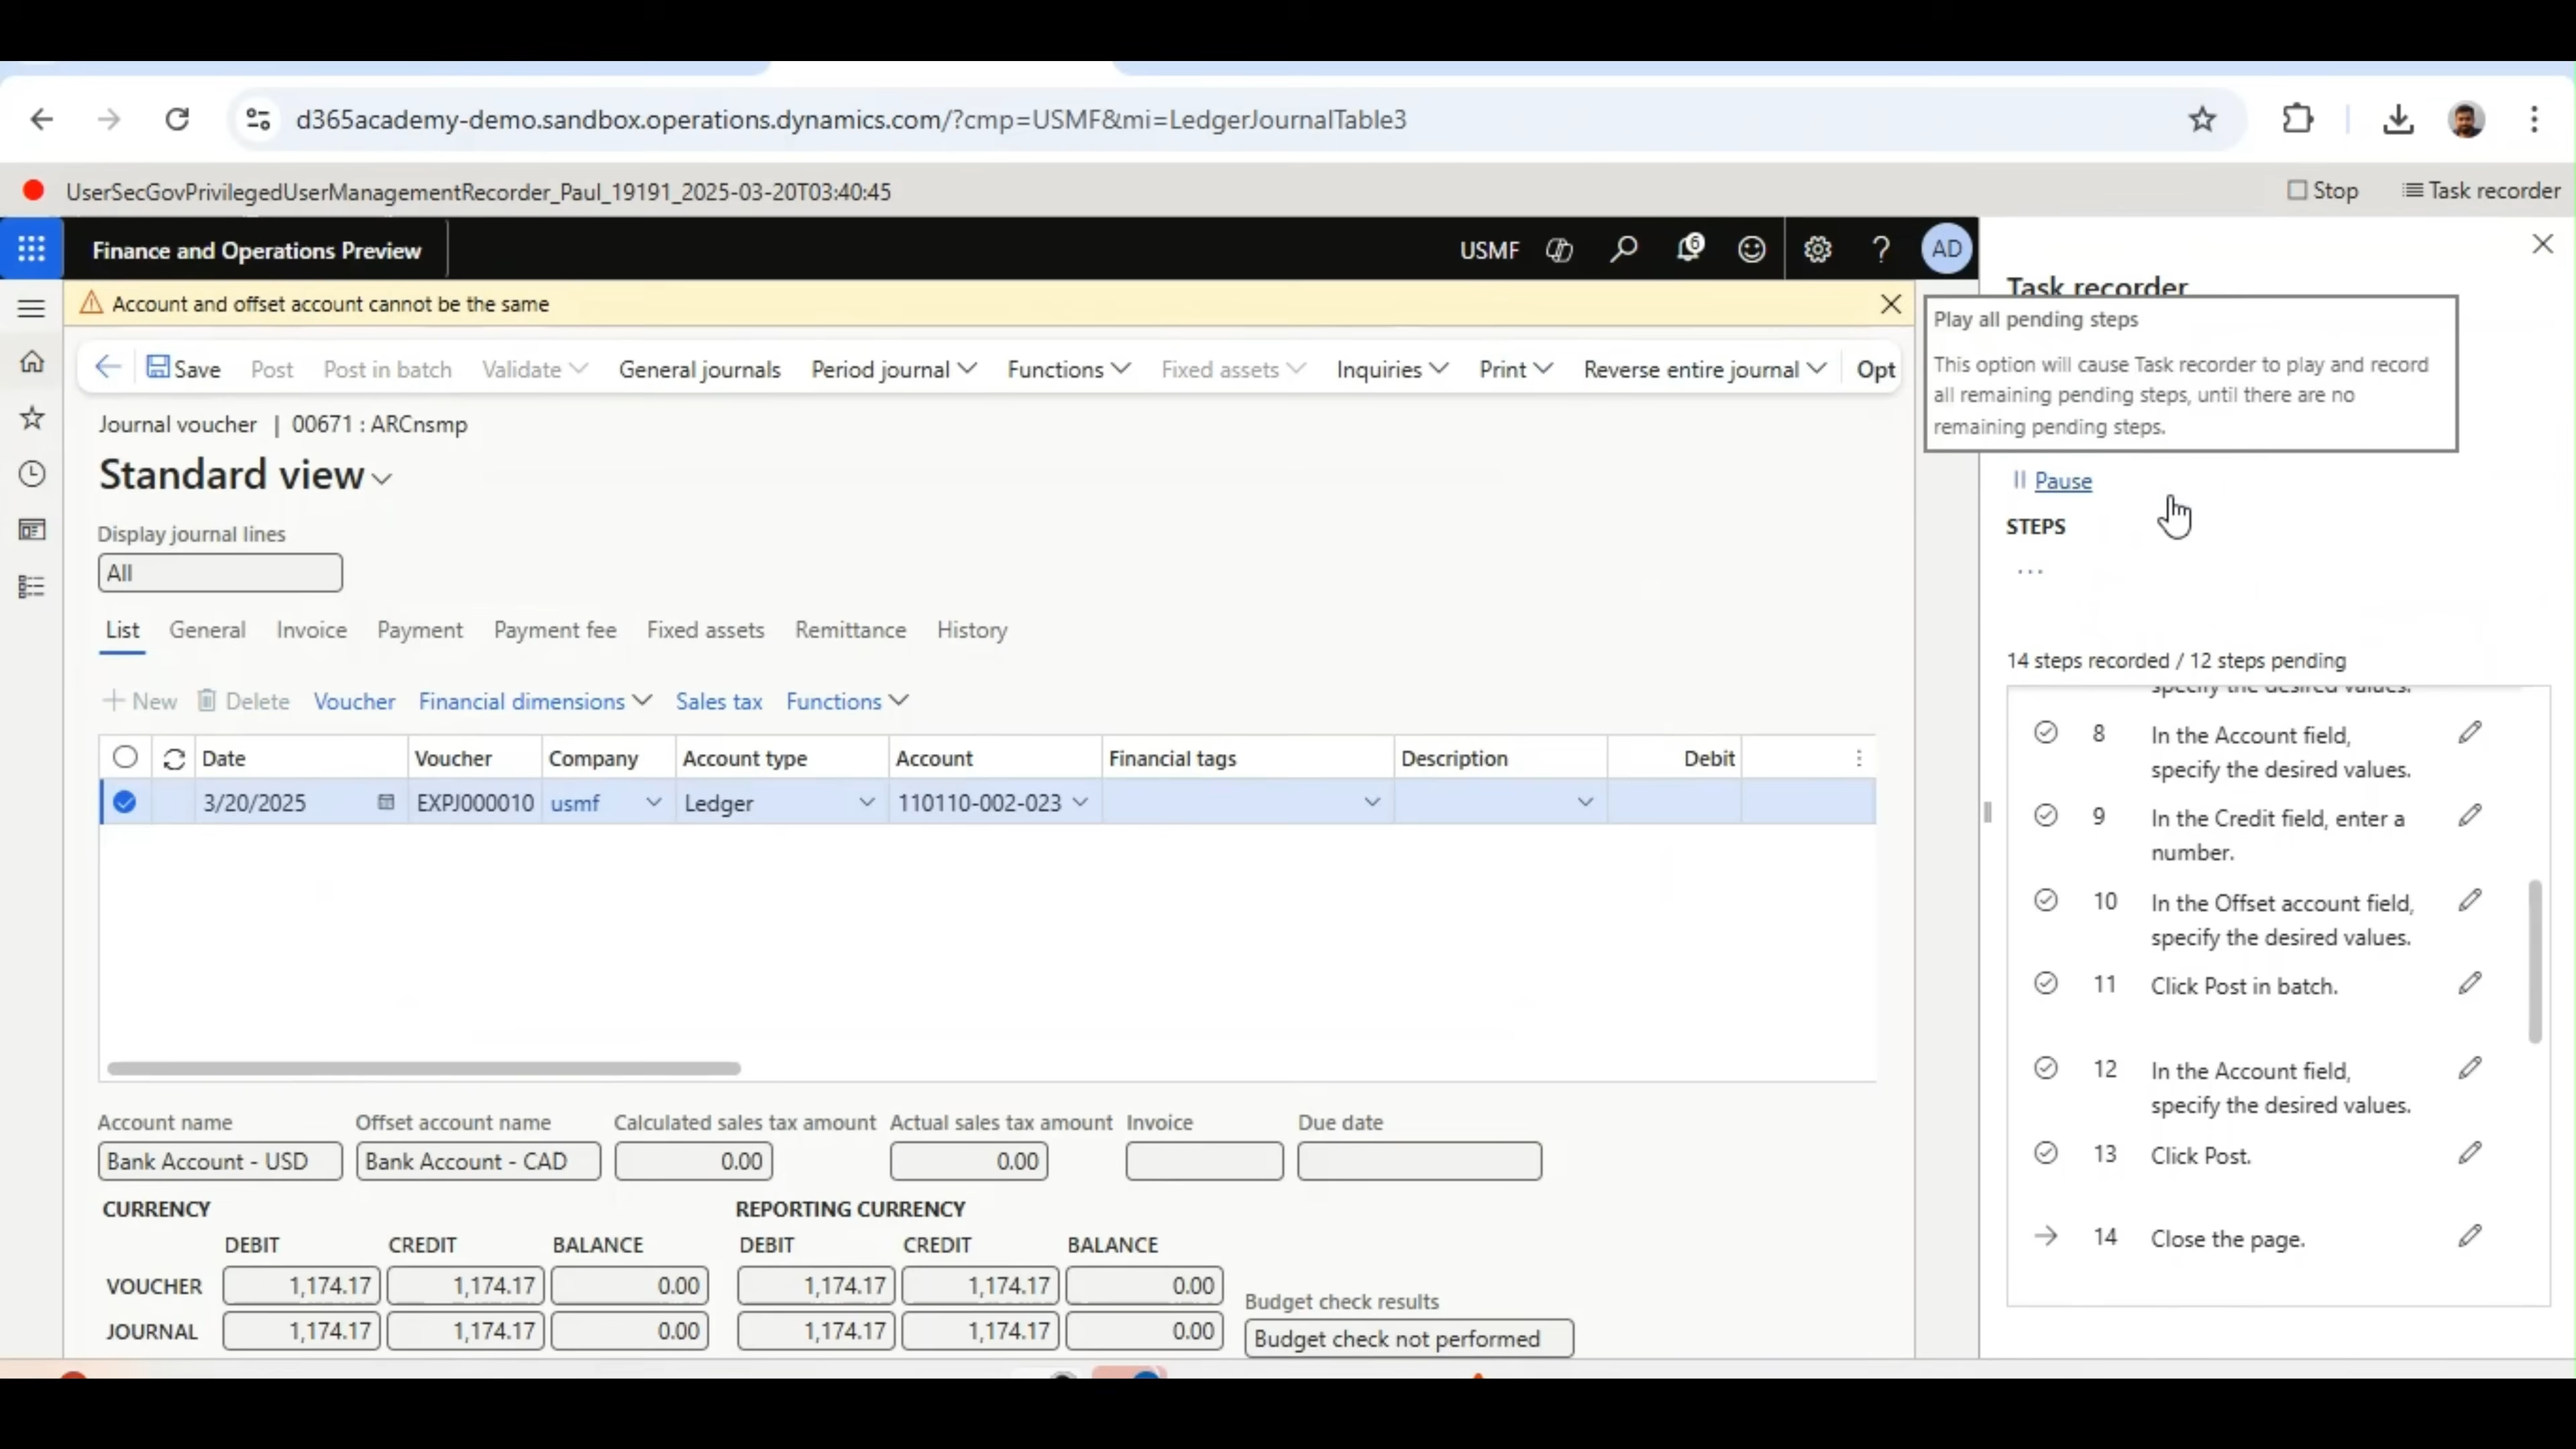 d365academy-demo.sandbox.operations.dynamics.com/?cmp=USMF&mi=LedgerJournalTable3
UserSecGovPrivilegedUserManagementRecorder_Paul_19191_2025-03-20T03:40:45
Stop
Task recorder
Finance and Operations Preview
USMF
6
?
AD
Account and offset account cannot be the same
Save
Post
Post in batch
Validate
General journals
Period journal
Functions
Fixed assets
Inquiries
Print
Reverse entire journal
Opt
Journal voucher | 00671 : ARCnsmp
Standard view
Display journal lines
All
List
General
Invoice
Payment
Payment fee
Fixed assets
Remittance
History
New
Delete
Voucher
Financial dimensions
Sales tax
Functions
Date
Voucher
Company
Account type
Account
Financial tags
Description
Debit
3/20/2025
EXPJ000010
usmf
Ledger
110110-002-023
Account name
Offset account name
Calculated sales tax amount
Actual sales tax amount
Invoice
Due date
Bank Account - USD
Bank Account - CAD
0.00
0.00
CURRENCY
REPORTING CURRENCY
DEBIT
CREDIT
BALANCE
DEBIT
CREDIT
BALANCE
VOUCHER
1,174.17
1,174.17
0.00
1,174.17
1,174.17
0.00
JOURNAL
1,174.17
1,174.17
0.00
1,174.17
1,174.17
0.00
Budget check results
Budget check not performed
Task recorder
Play all pending steps
This option will cause Task recorder to play and record
all remaining pending steps, until there are no
remaining pending steps.
Pause
STEPS
...
14 steps recorded / 12 steps pending
specify the desired values.
8
In the Account field,
specify the desired values.
9
In the Credit field, enter a
number.
10
In the Offset account field,
specify the desired values.
11
Click Post in batch.
12
In the Account field,
specify the desired values.
13
Click Post.
14
Close the page.